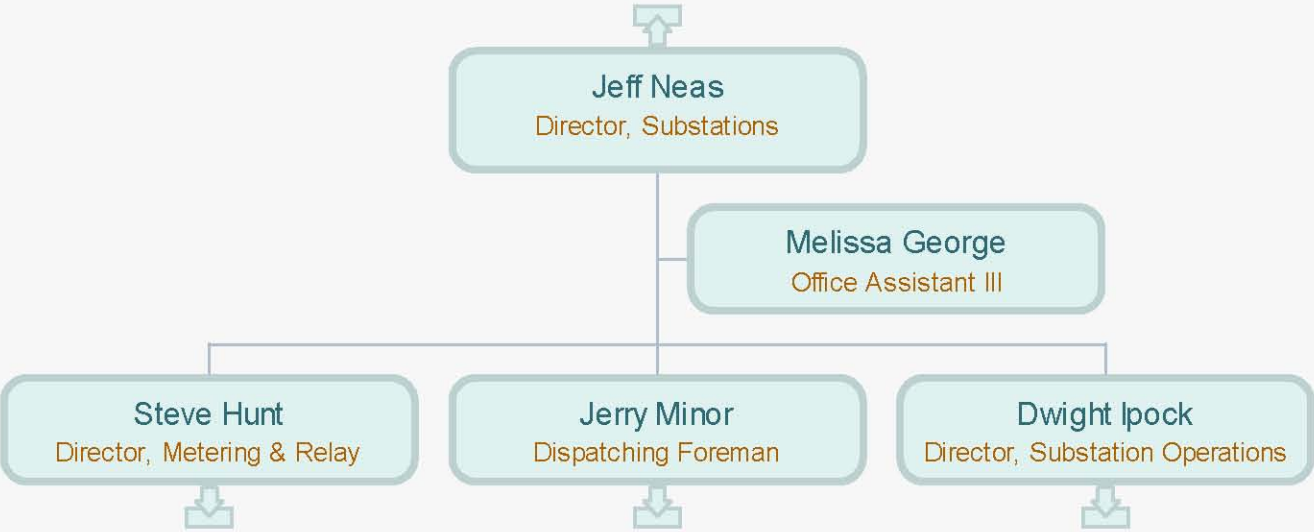 Jeff Neas
Director, Substations
Melissa George
Office Assistant III
Steve Hunt
Director, Metering & Relay
Jerry Minor
Dispatching Foreman
Dwight Ipock
Director, Substation Operations